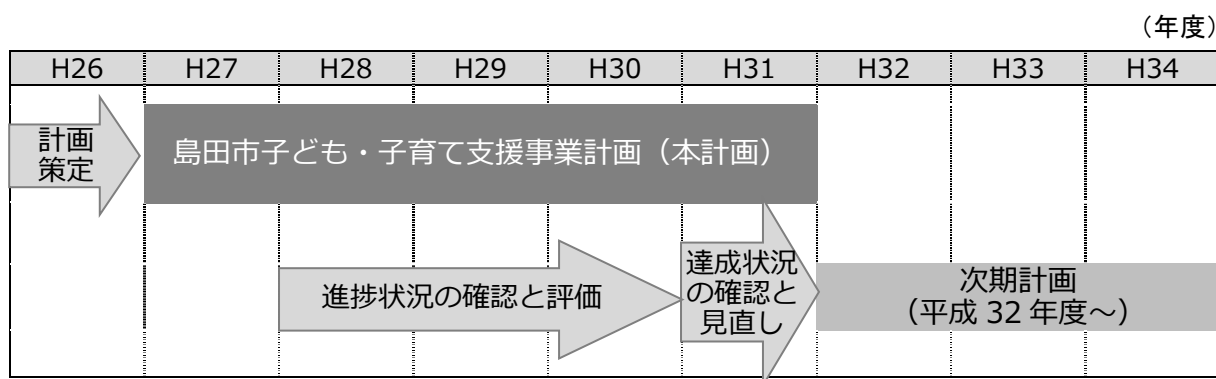 （年度）
H26 H27 H28 H29 H30 H31 H32 H33 H34
計画
策定
島田市子ども・子育て支援事業計画（本計画）
進捗状況の確認と評価
達成状況
の確認と
見直し
次期計画
（平成 32 年度～）